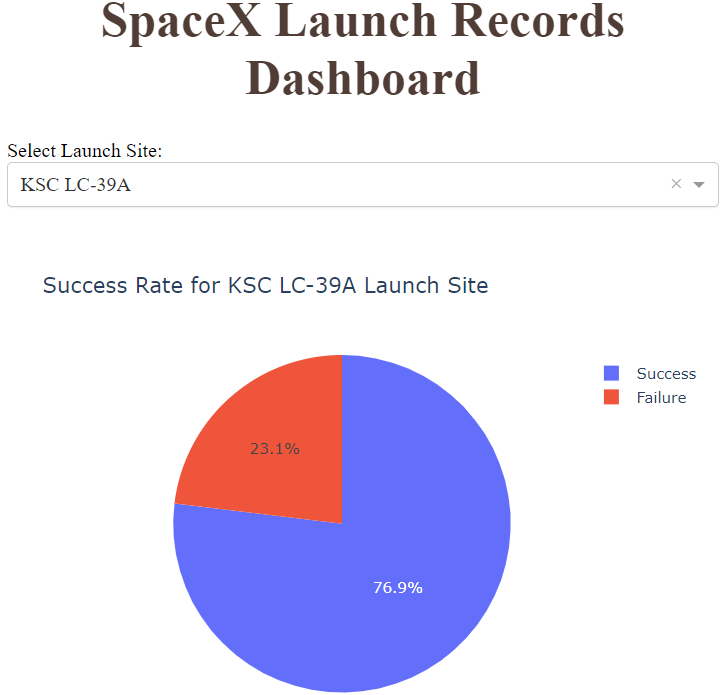 SpaceX Launch Records
Dashboard
Select Launch Site:
KSC LC-39A
Success Rate for KSC LC-39A Launch Site
Success
Failure
23.1%
76.9%